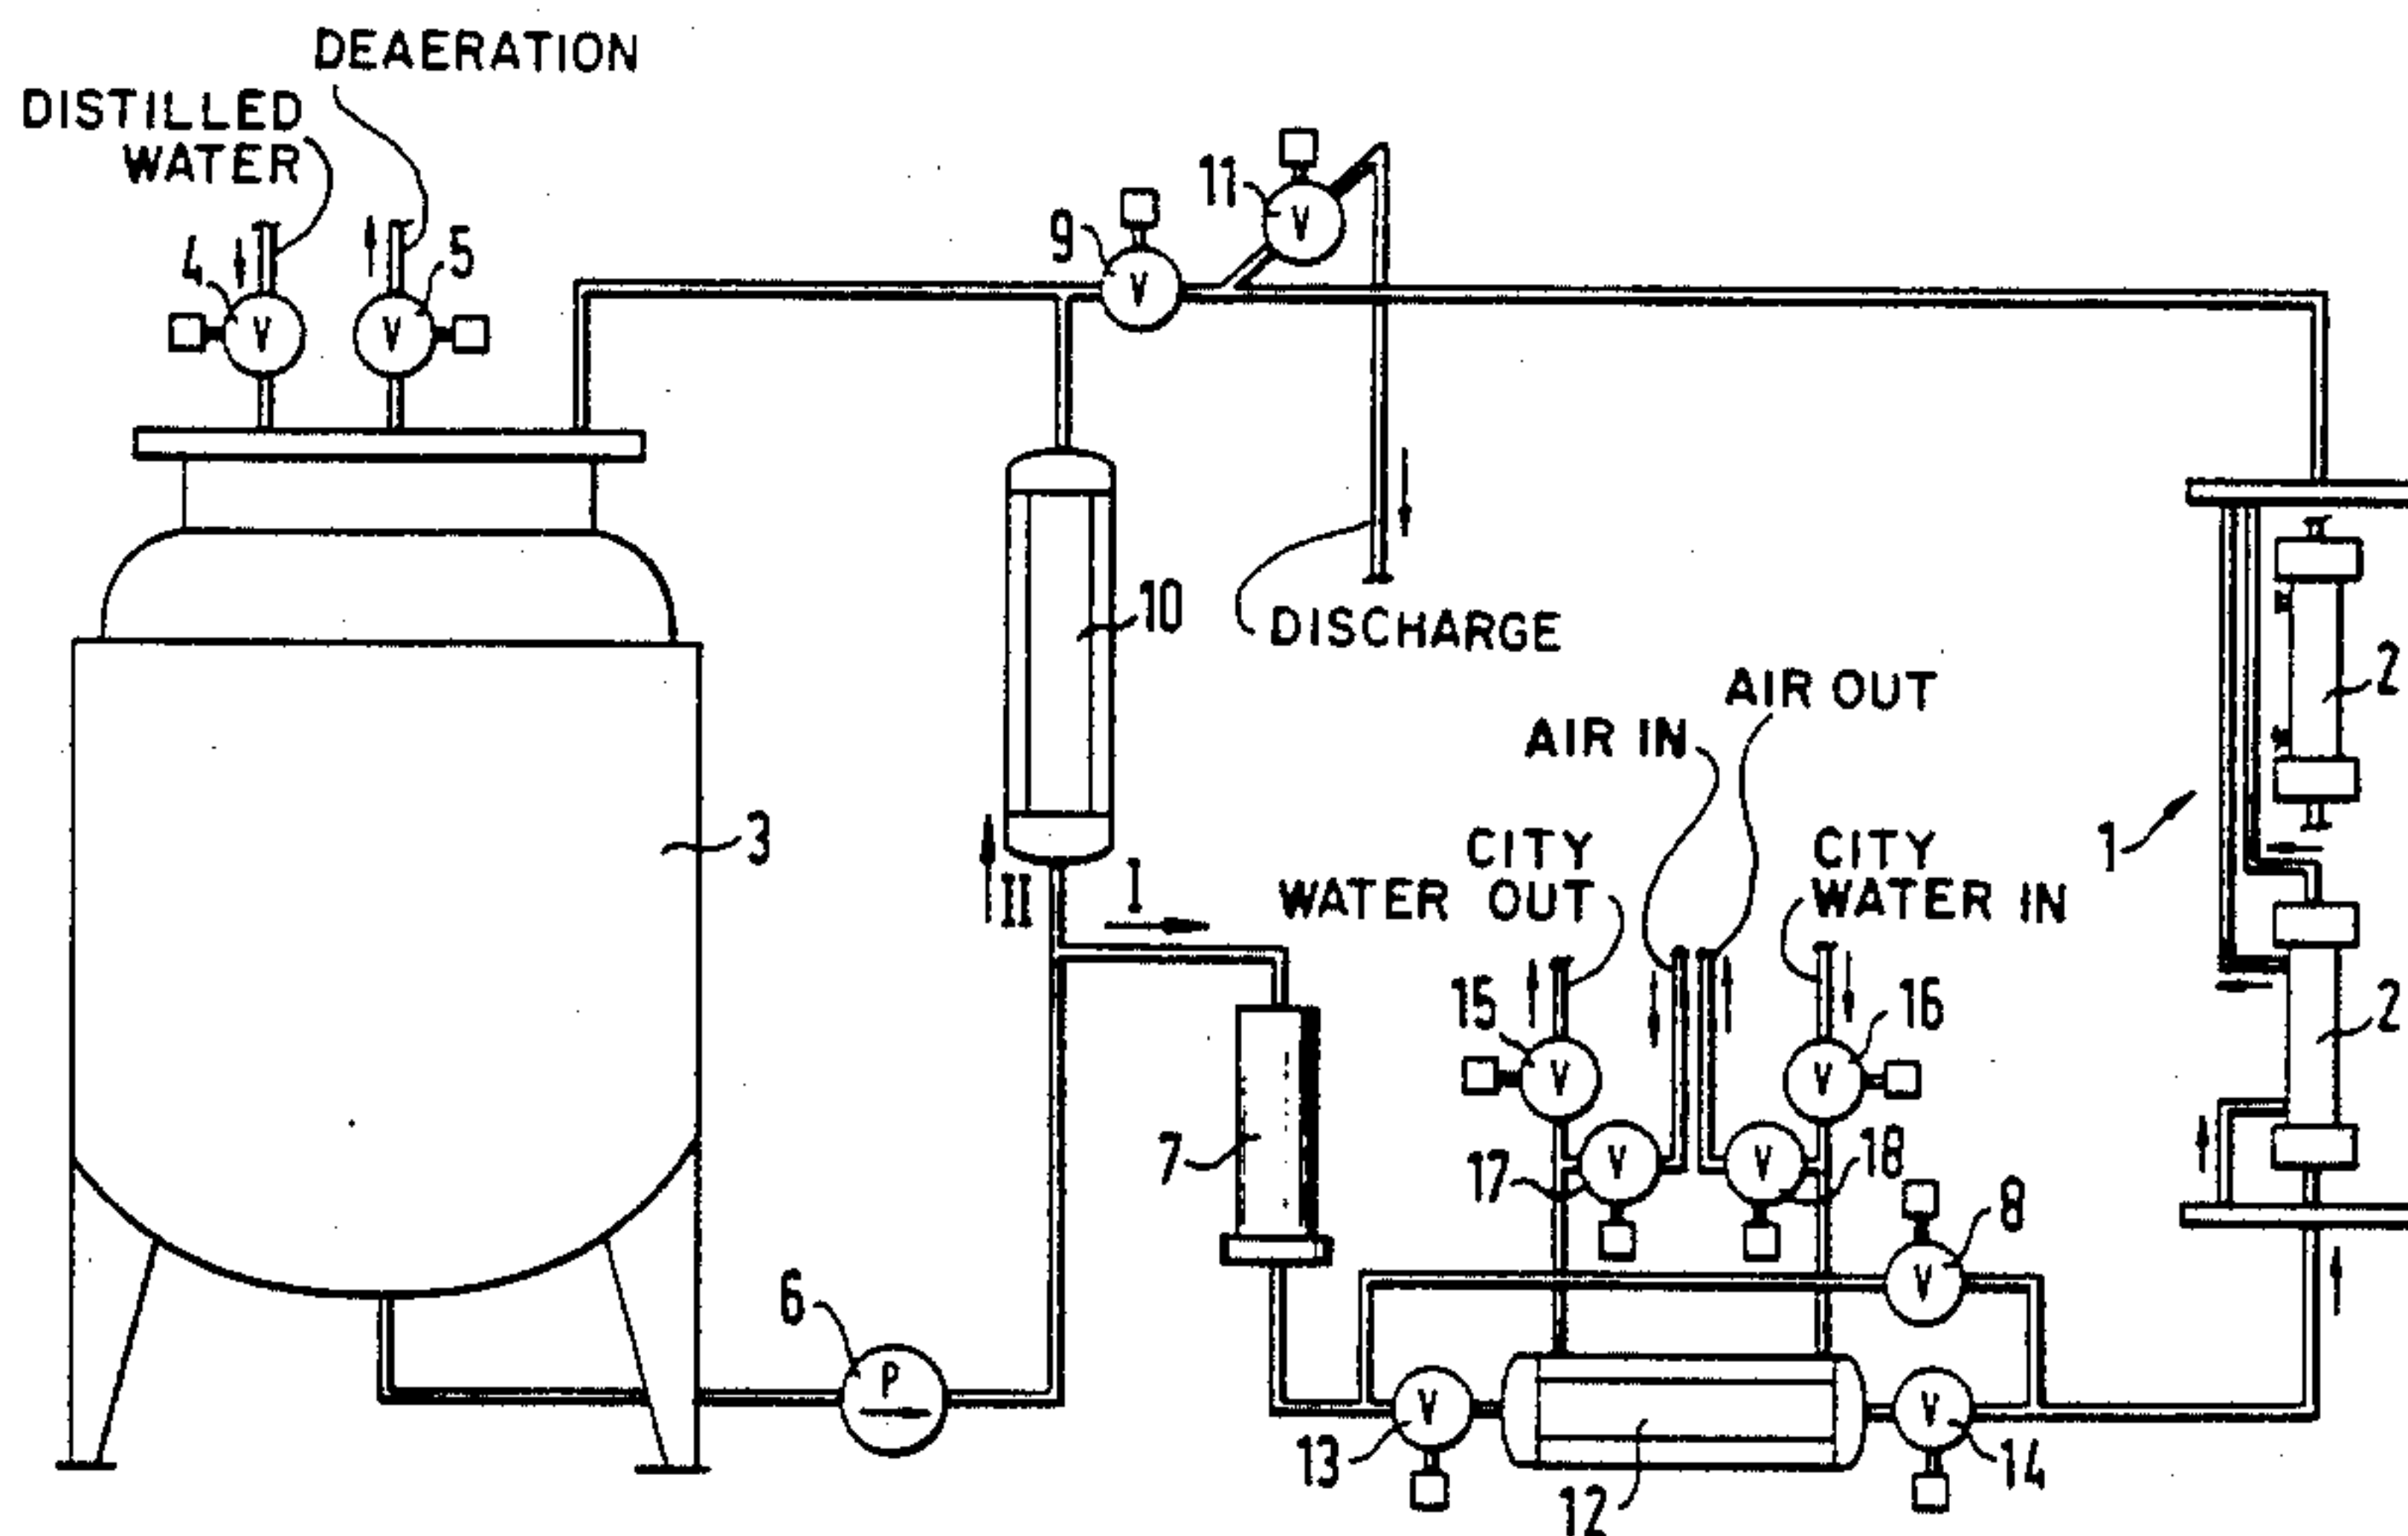 DEAERATION
DISTILLED
WATER
4
5
V
V
9
V
11
V
10
DISCHARGE
2
AIR OUT
AIR IN
3
1
CITY
WATER OUT
CITY
WATER IN
II
I
15
V
16
V
2
7
17
V
18
V
8
V
6
P
13
V
12
V
14